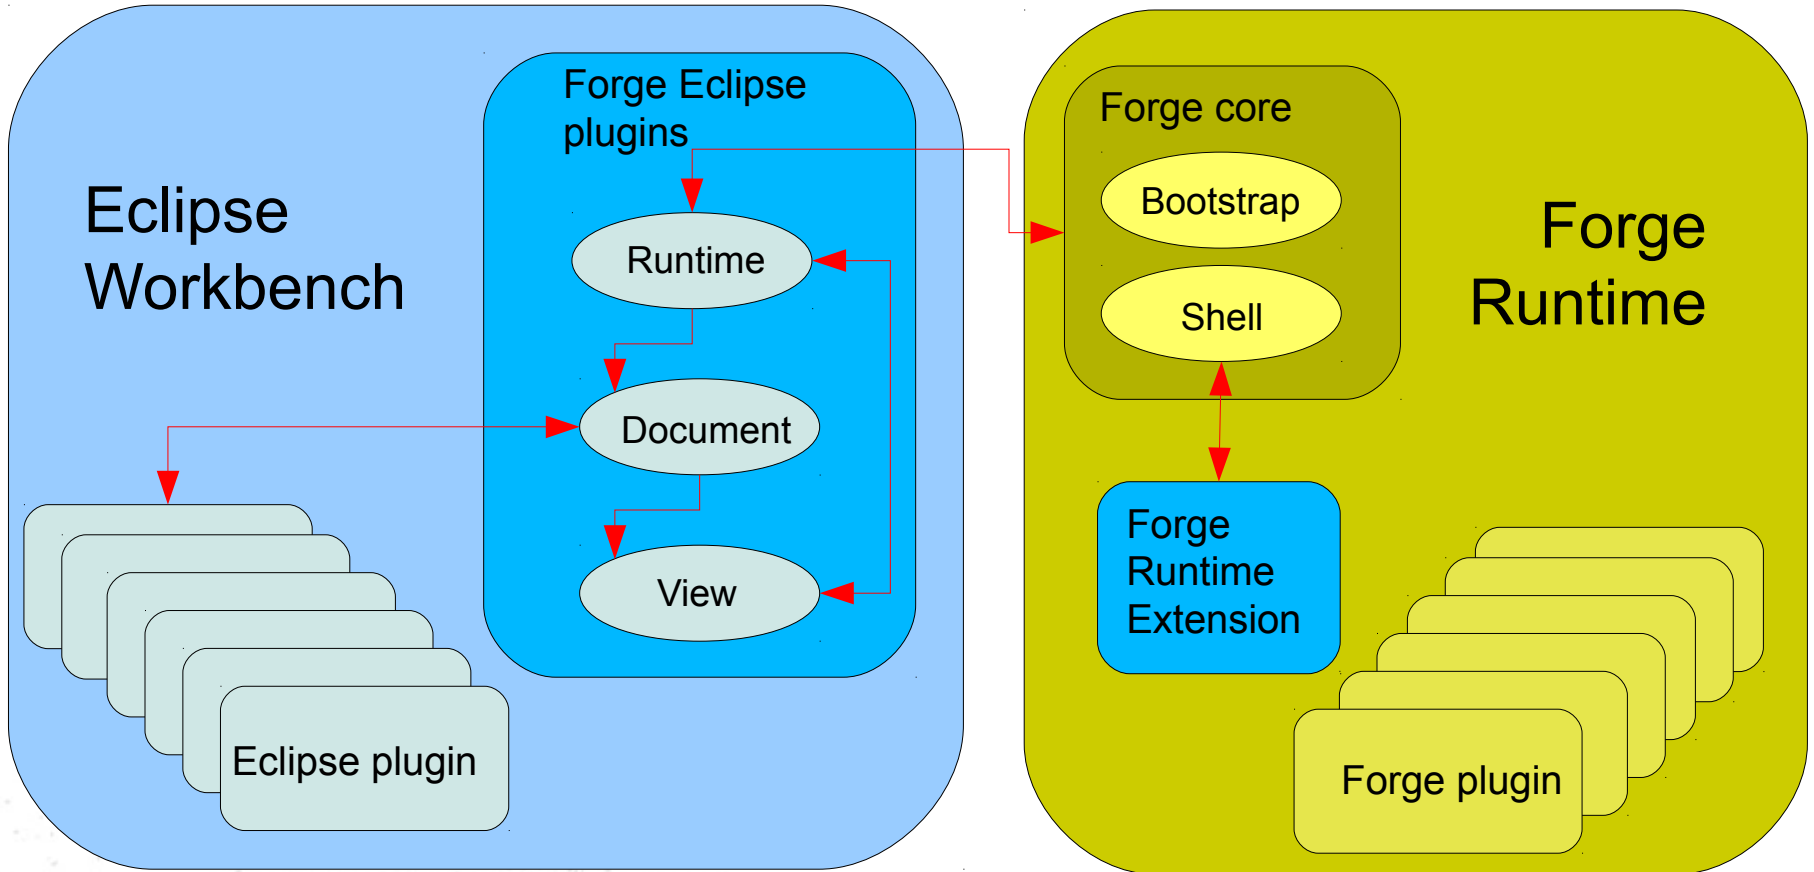 Eclipse
Workbench
Forge Eclipse
plugins
Runtime
Document
View
Eclipse plugin
Forge core
Bootstrap
Shell
Forge
Runtime
Forge
Runtime
Extension
Forge plugin